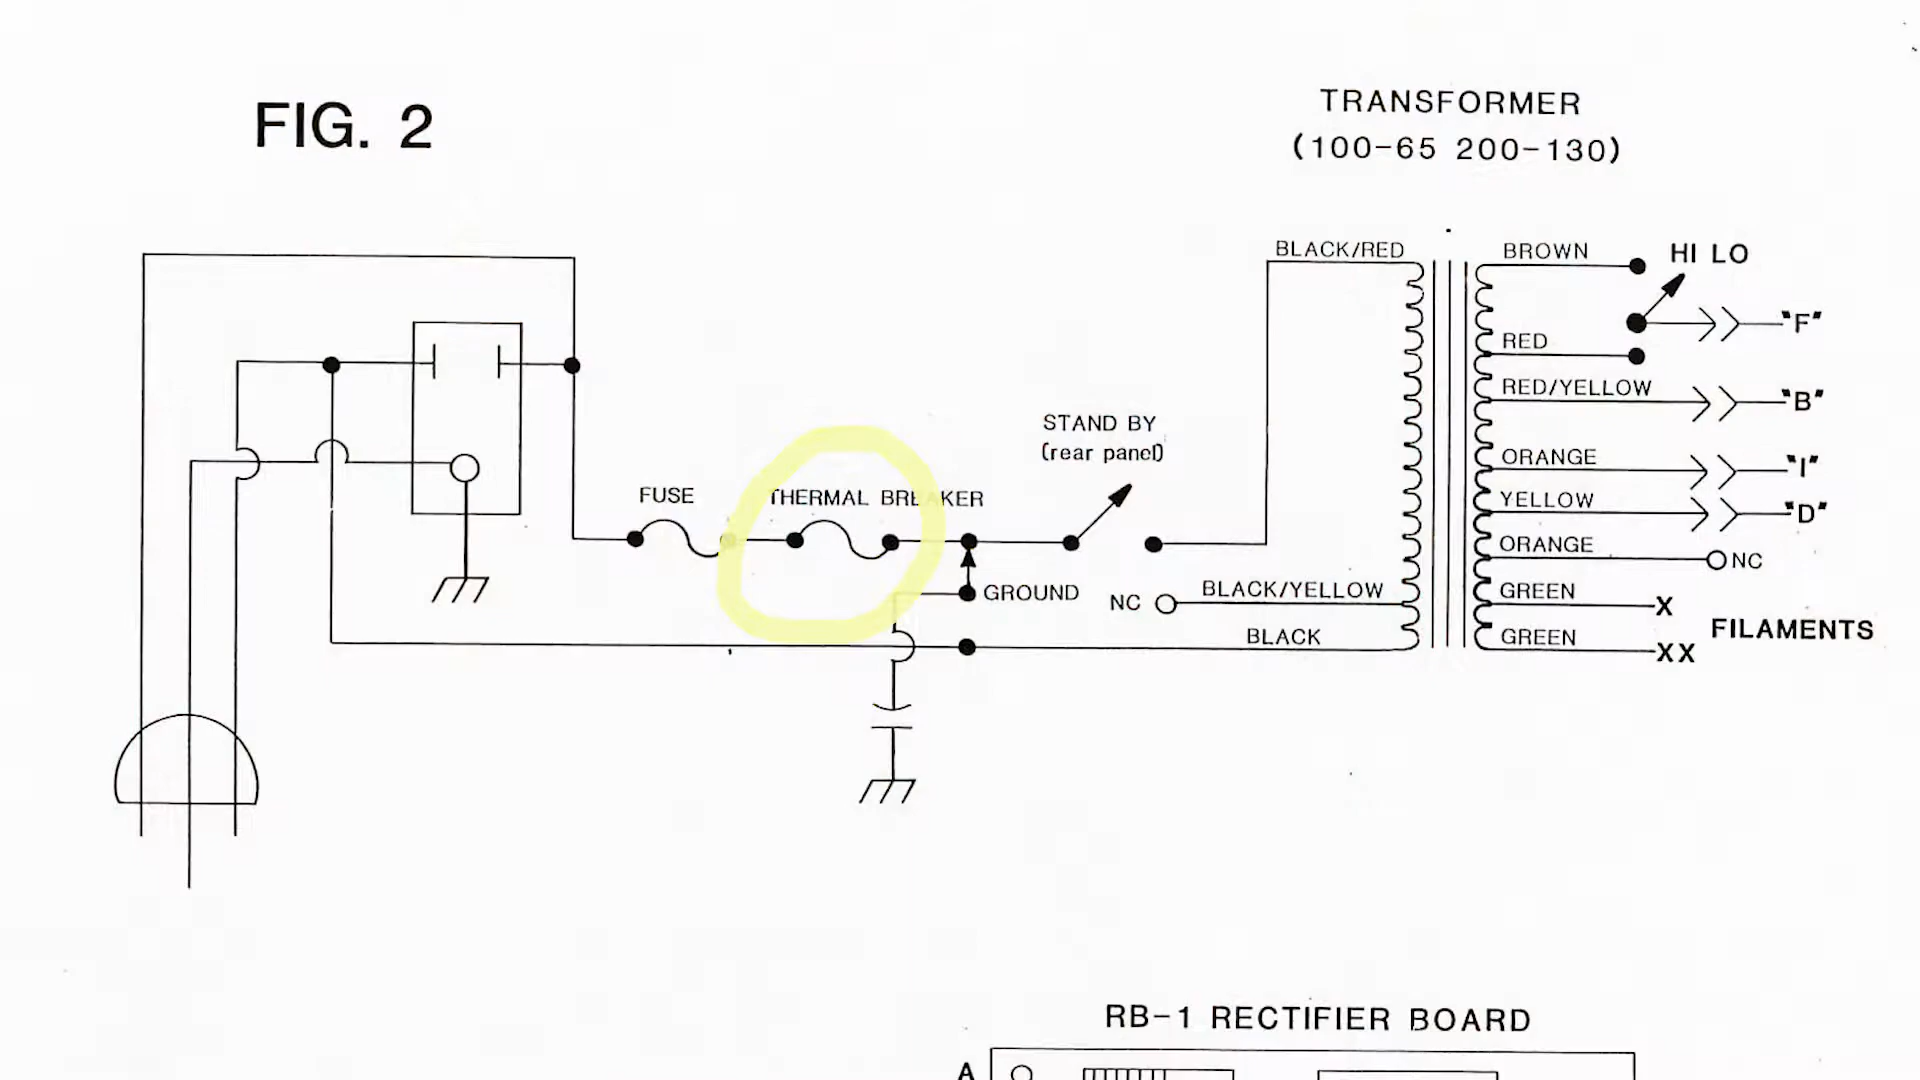 FIG. 2
TRANSFORMER
(100-65 200-130)
BLACK/RED
BROWN
HI LO
"F"
RED
RED/YELLOW
"B"
STAND BY
(rear panel)
ORANGE
"I"
FUSE
THERMAL BREAKER
YELLOW
"D"
ORANGE
NC
GROUND
NC
BLACK/YELLOW
GREEN
X
FILAMENTS
BLACK
GREEN
XX
RB-1 RECTIFIER BOARD
A